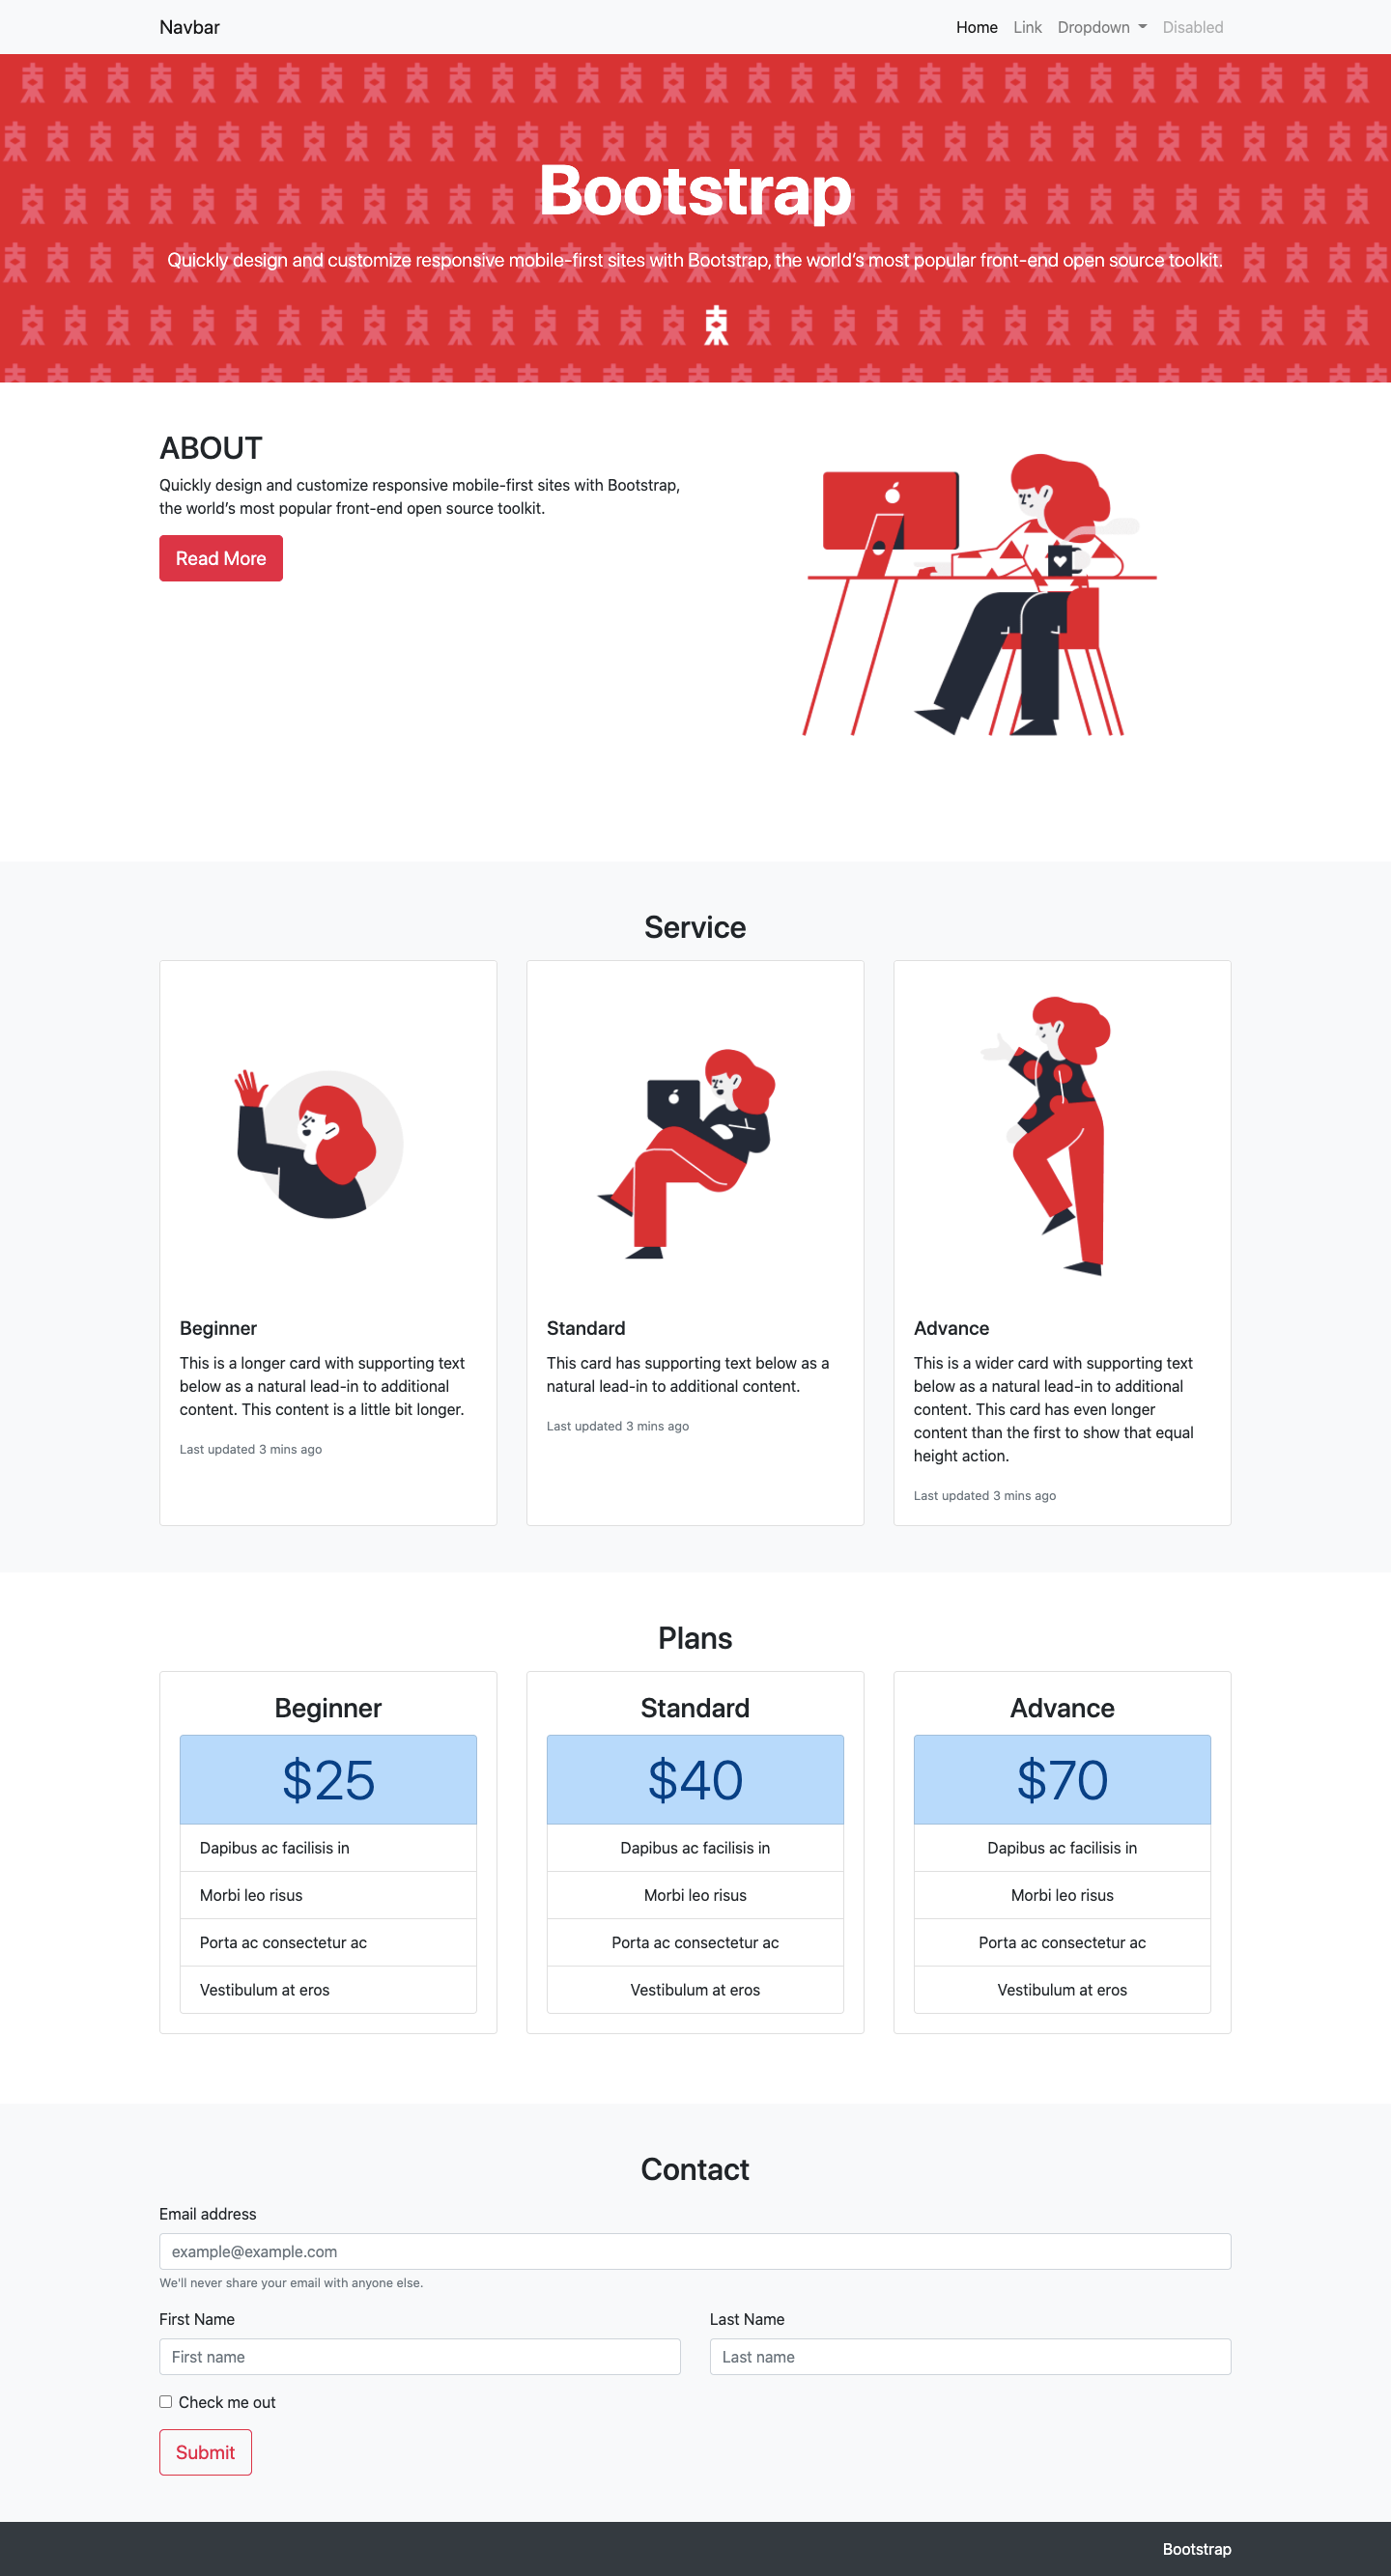 Navbar
Home Link Dropdown Disabled
Bootstrap
Quickly design and customize responsive mobile-first sites with Bootstrap, the world’s most popular front-end open source toolkit.
ABOUT
Quickly design and customize responsive mobile-first sites with Bootstrap,
the world’s most popular front-end open source toolkit.
Read More
Service
Beginner
This is a longer card with supporting text
below as a natural lead-in to additional
content. This content is a little bit longer.
Last updated 3 mins ago
Standard
This card has supporting text below as a
natural lead-in to additional content.
Last updated 3 mins ago
Advance
This is a wider card with supporting text
below as a natural lead-in to additional
content. This card has even longer
content than the first to show that equal
height action.
Last updated 3 mins ago
Plans
Beginner
$25
Dapibus ac facilisis in
Morbi leo risus
Porta ac consectetur ac
Vestibulum at eros
Standard
$40
Dapibus ac facilisis in
Morbi leo risus
Porta ac consectetur ac
Vestibulum at eros
Advance
$70
Dapibus ac facilisis in
Morbi leo risus
Porta ac consectetur ac
Vestibulum at eros
Contact
Email address
example@example.com
We'll never share your email with anyone else.
First Name
First name
Last Name
Last name
Check me out
Submit
Bootstrap